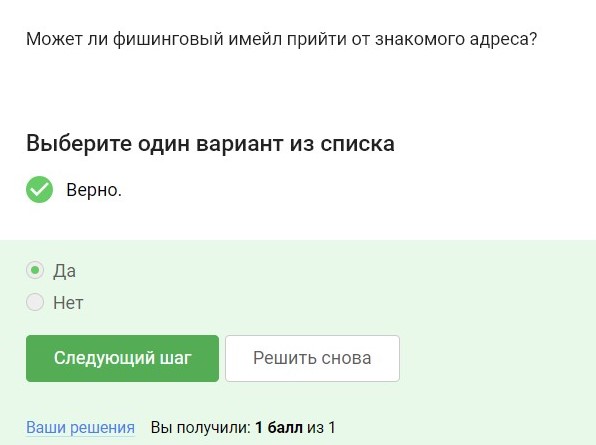 Может ли фишинговый имейл прийти от знакомого адреса?
Выберите один вариант из списка
Верно.
Да
Нет
Следующий шаг Решить снова
Ваши решения Вы получили: 1 балл из 1